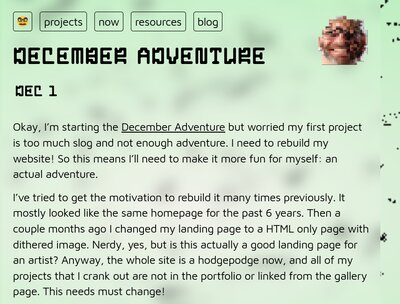 projects now resources blog
DECEMBER ADVENTURE
DEC 1
Okay, I'm starting the December Adventure but worried my first project
is too much slog and not enough adventure. I need to rebuild my
website! So this means I'll need to make it more fun for myself: an
actual adventure.
I've tried to get the motivation to rebuild it many times previously. It
mostly looked like the same homepage for the past 6 years. Then a
couple months ago I changed my landing page to a HTML only page with
dithered image. Nerdy, yes, but is this actually a good landing page for
an artist? Anyway, the whole site is a hodgepodge now, and all of my
projects that I crank out are not in the portfolio or linked from the gallery
page. This needs must change!